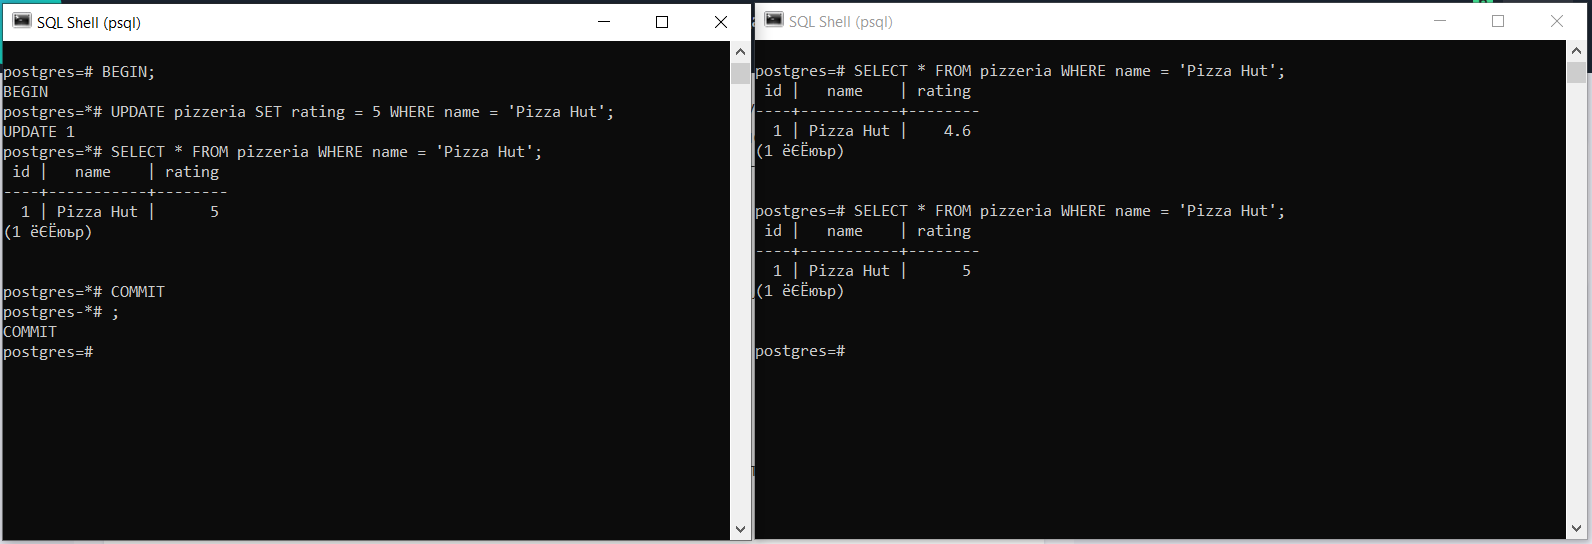 SQL Shell (psql)
postgres=# BEGIN;
BEGIN
postgres=*# UPDATE pizzeria SET rating = 5 WHERE name = 'Pizza Hut';
UPDATE 1
postgres=*# SELECT * FROM pizzeria WHERE name = 'Pizza Hut';
 id |   name    | rating
----+-----------+--------
  1 | Pizza Hut |      5
(1 ёЄЁюър)
postgres=*# COMMIT
postgres-*# ;
COMMIT
postgres=#
SQL Shell (psql)
postgres=# SELECT * FROM pizzeria WHERE name = 'Pizza Hut';
 id |   name    | rating
----+-----------+--------
  1 | Pizza Hut |    4.6
(1 ёЄЁюър)
postgres=# SELECT * FROM pizzeria WHERE name = 'Pizza Hut';
 id |   name    | rating
----+-----------+--------
  1 | Pizza Hut |      5
(1 ёЄЁюър)
postgres=#